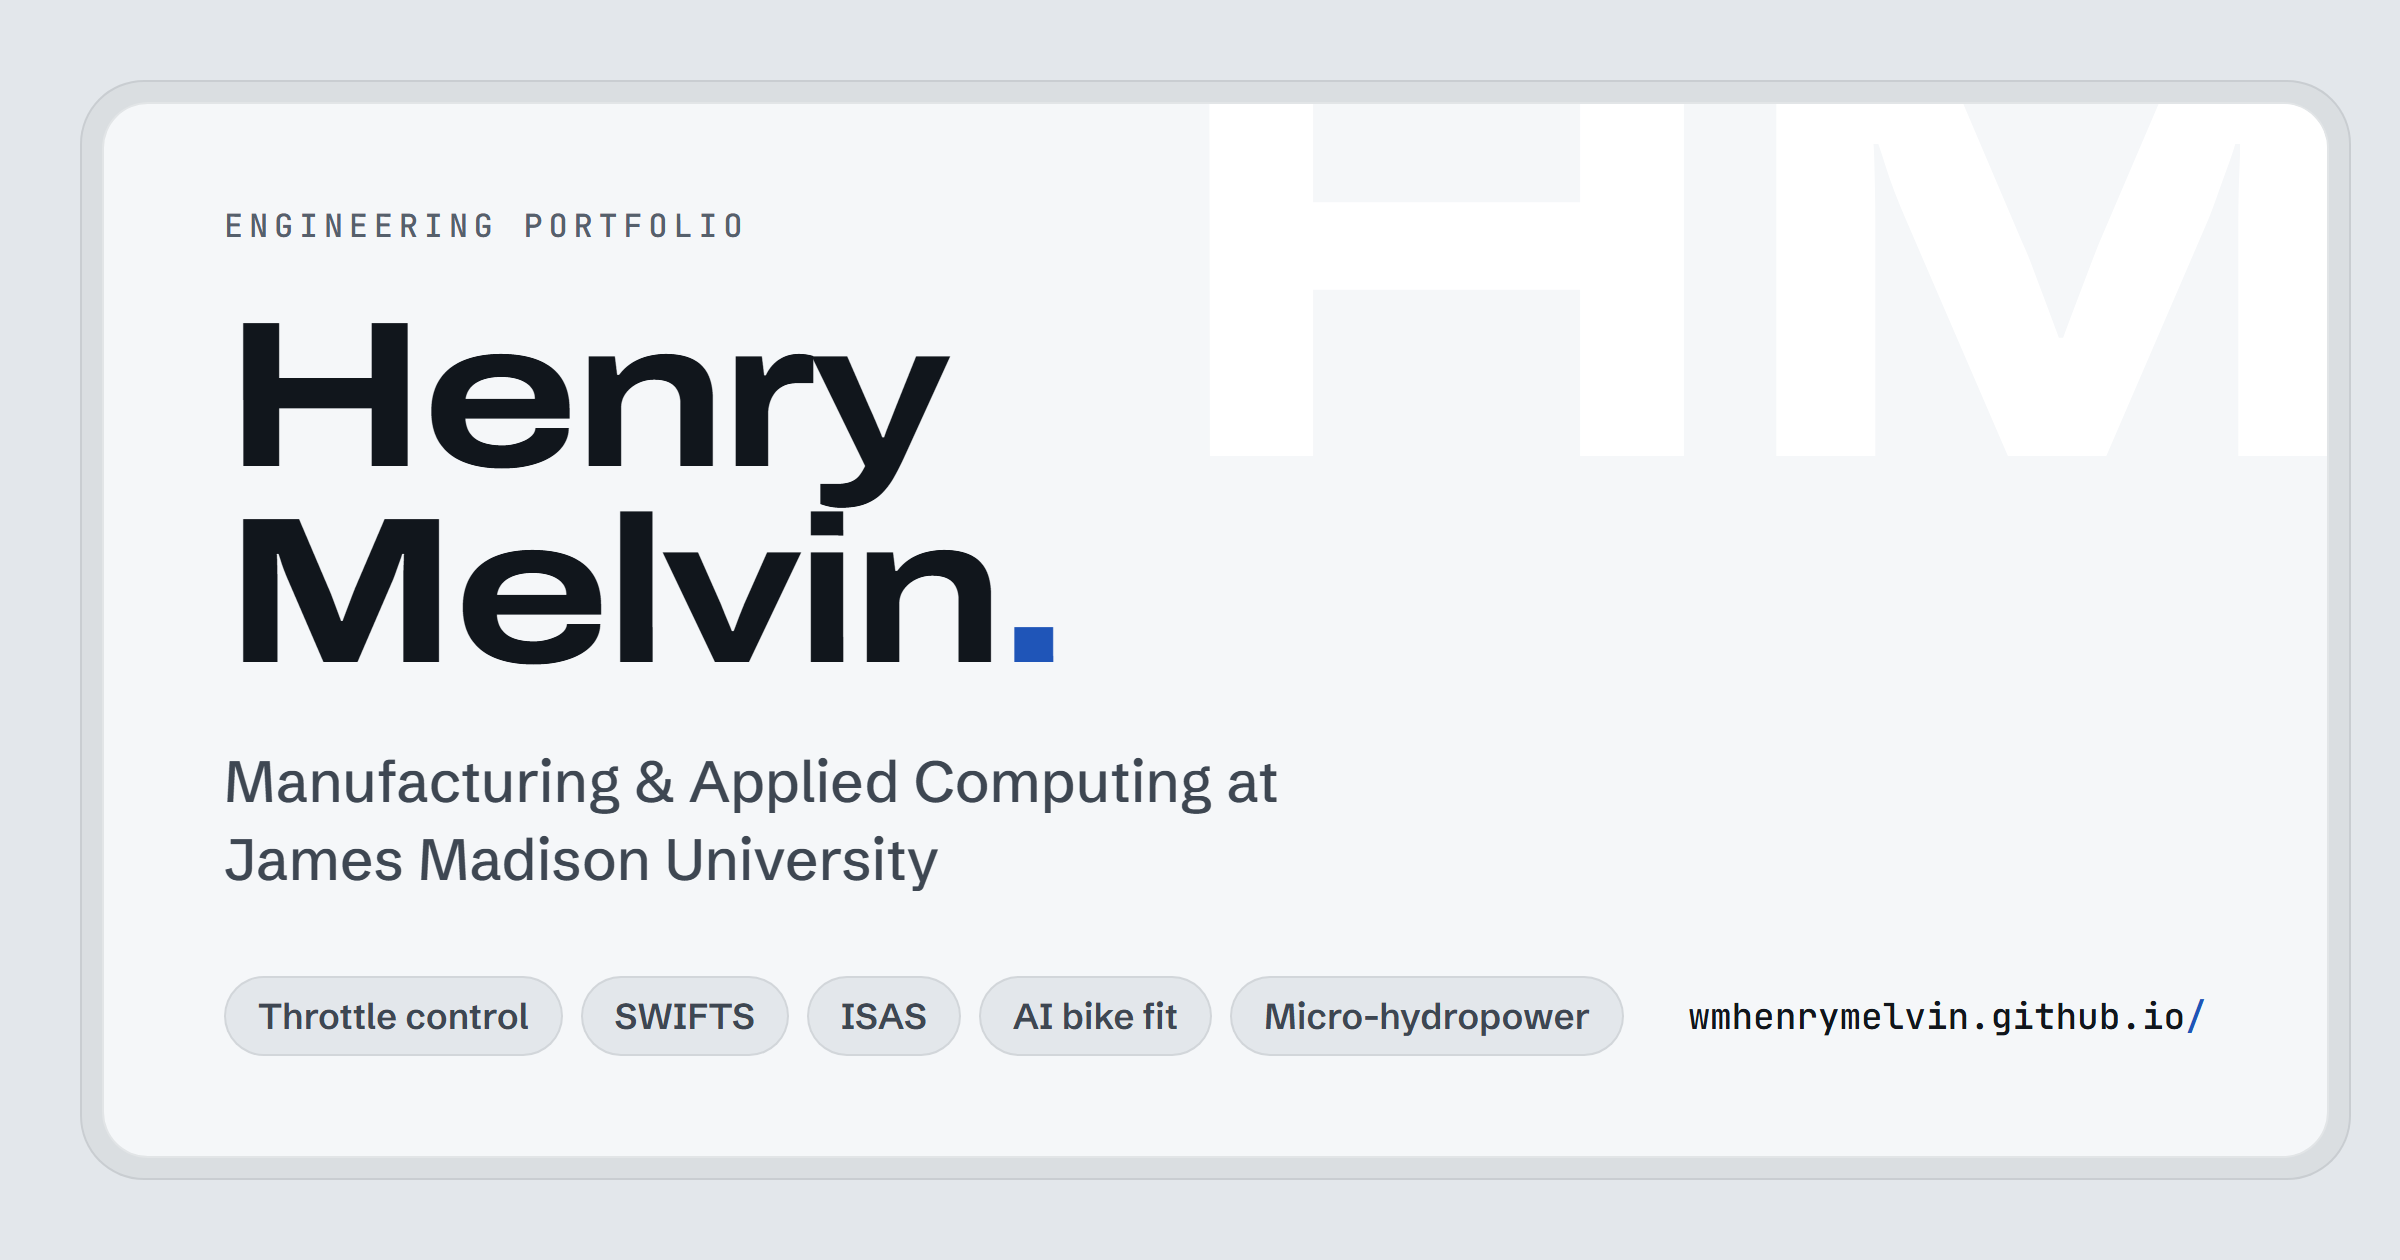 ENGINEERING PORTFOLIO
HM
Henry
Melvin.
Manufacturing & Applied Computing at
James Madison University
Throttle control SWIFTS ISAS AI bike fit Micro-hydropower wmhenrymelvin.github.io/